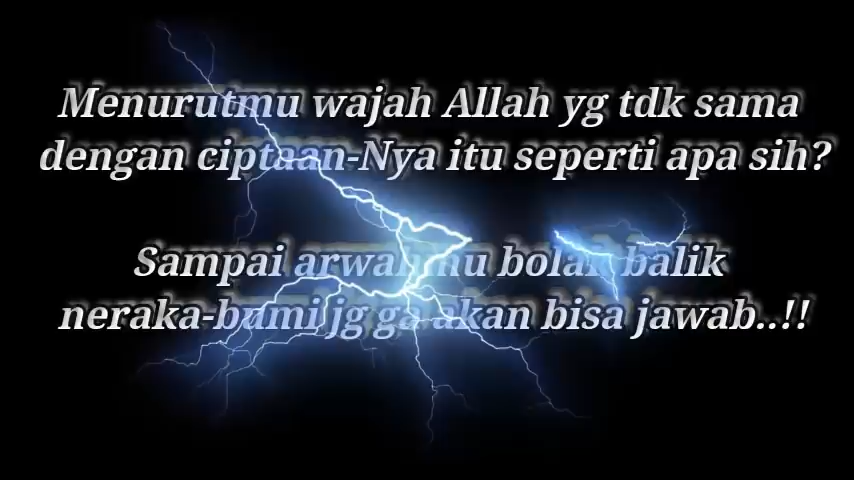 Menurutmu wajah Allah yg tdk sama
dengan ciptaan-Nya itu seperti apa sih?
Sampai arwahmu bolak balik
neraka-bumi jg ga akan bisa jawab..!!